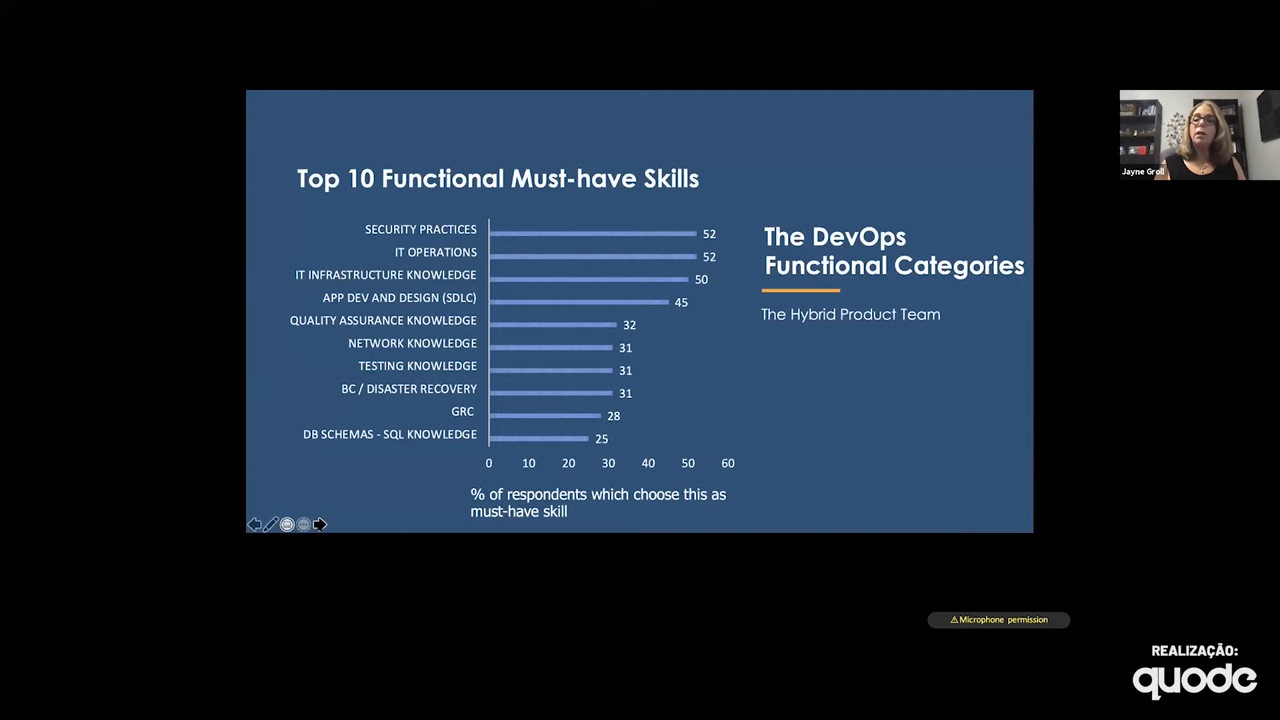 Top 10 Functional Must-have Skills
SECURITY PRACTICES 52
IT OPERATIONS 52
IT INFRASTRUCTURE KNOWLEDGE 50
APP DEV AND DESIGN (SDLC) 45
QUALITY ASSURANCE KNOWLEDGE 32
NETWORK KNOWLEDGE 31
TESTING KNOWLEDGE 31
BC / DISASTER RECOVERY 31
GRC 28
DB SCHEMAS - SQL KNOWLEDGE 25
0 10 20 30 40 50 60
% of respondents which choose this as
must-have skill
The DevOps
Functional Categories
The Hybrid Product Team
Jayne Groll
⚠Microphone permission
REALIZAÇÃO:
quode